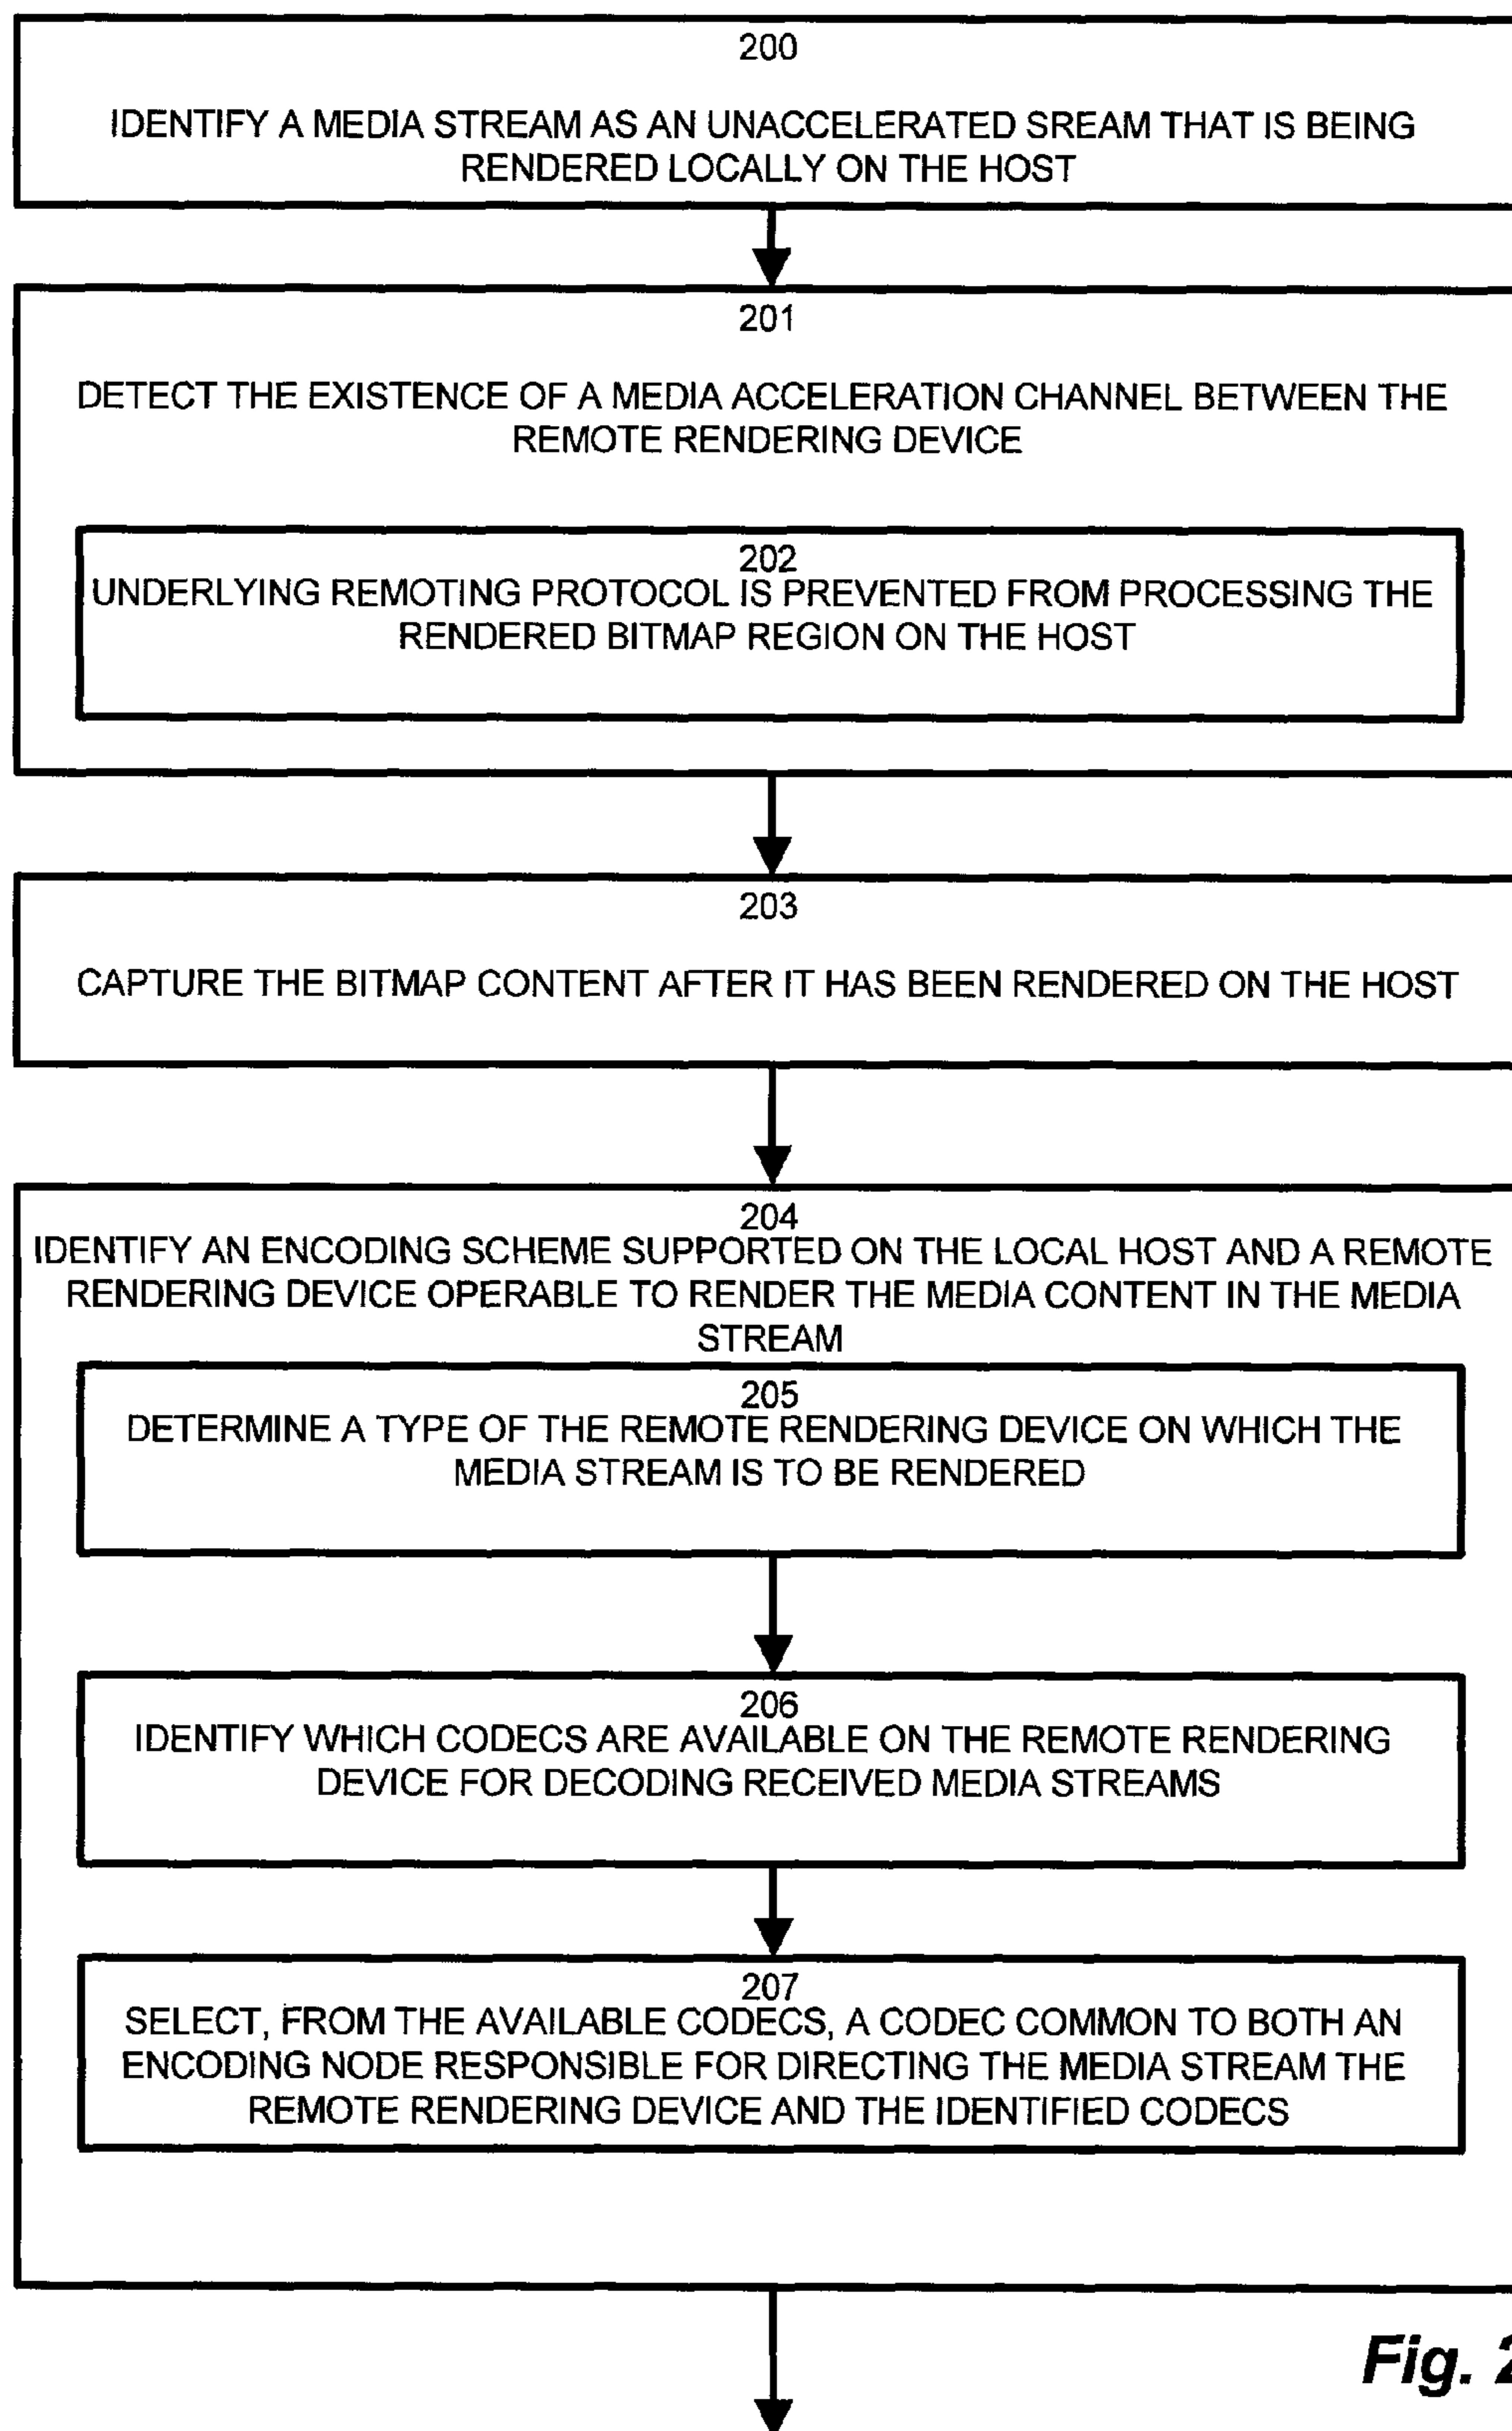 200
IDENTIFY A MEDIA STREAM AS AN UNACCELERATED SREAM THAT IS BEING
RENDERED LOCALLY ON THE HOST
201
DETECT THE EXISTENCE OF A MEDIA ACCELERATION CHANNEL BETWEEN THE
REMOTE RENDERING DEVICE
202
UNDERLYING REMOTING PROTOCOL IS PREVENTED FROM PROCESSING THE
RENDERED BITMAP REGION ON THE HOST
203
CAPTURE THE BITMAP CONTENT AFTER IT HAS BEEN RENDERED ON THE HOST
204
IDENTIFY AN ENCODING SCHEME SUPPORTED ON THE LOCAL HOST AND A REMOTE
RENDERING DEVICE OPERABLE TO RENDER THE MEDIA CONTENT IN THE MEDIA
STREAM
205
DETERMINE A TYPE OF THE REMOTE RENDERING DEVICE ON WHICH THE
MEDIA STREAM IS TO BE RENDERED
206
IDENTIFY WHICH CODECS ARE AVAILABLE ON THE REMOTE RENDERING
DEVICE FOR DECODING RECEIVED MEDIA STREAMS
207
SELECT, FROM THE AVAILABLE CODECS, A CODEC COMMON TO BOTH AN
ENCODING NODE RESPONSIBLE FOR DIRECTING THE MEDIA STREAM THE
REMOTE RENDERING DEVICE AND THE IDENTIFIED CODECS
Fig. 2